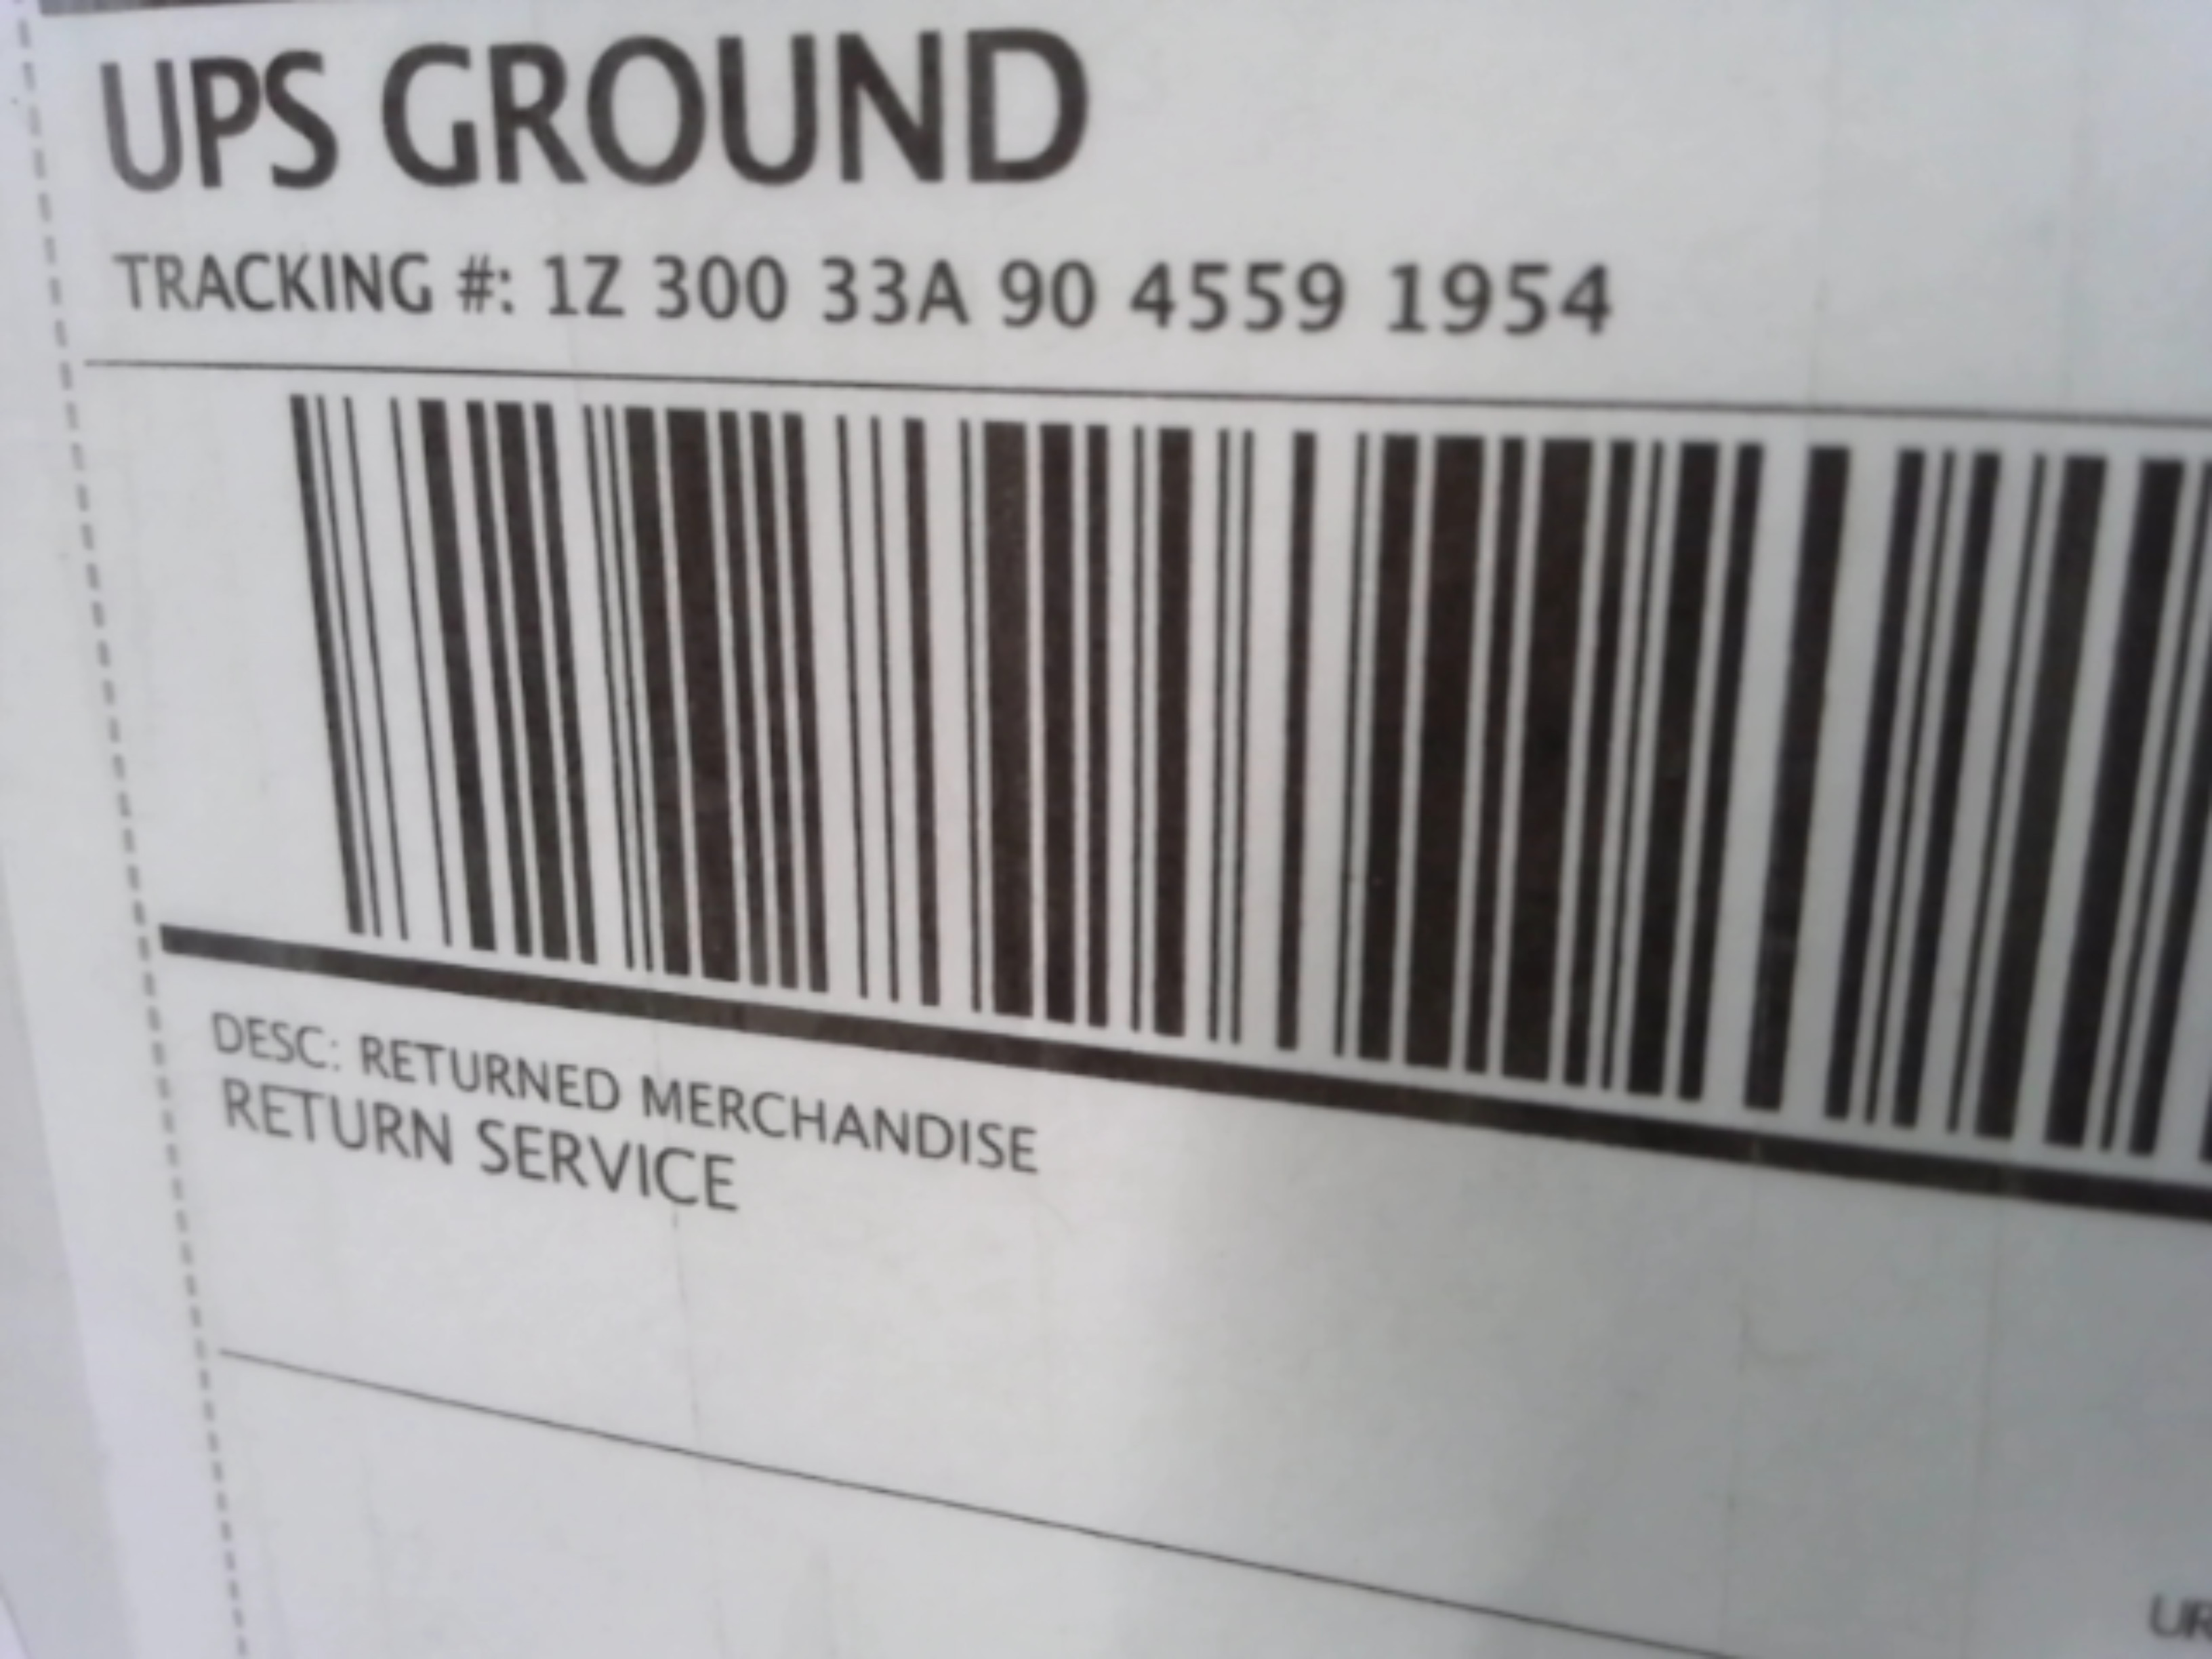 UPS GROUND
TRACKING #: 1Z 300 33A 90 4559 1954
DESC: RETURNED MERCHANDISE
RETURN SERVICE